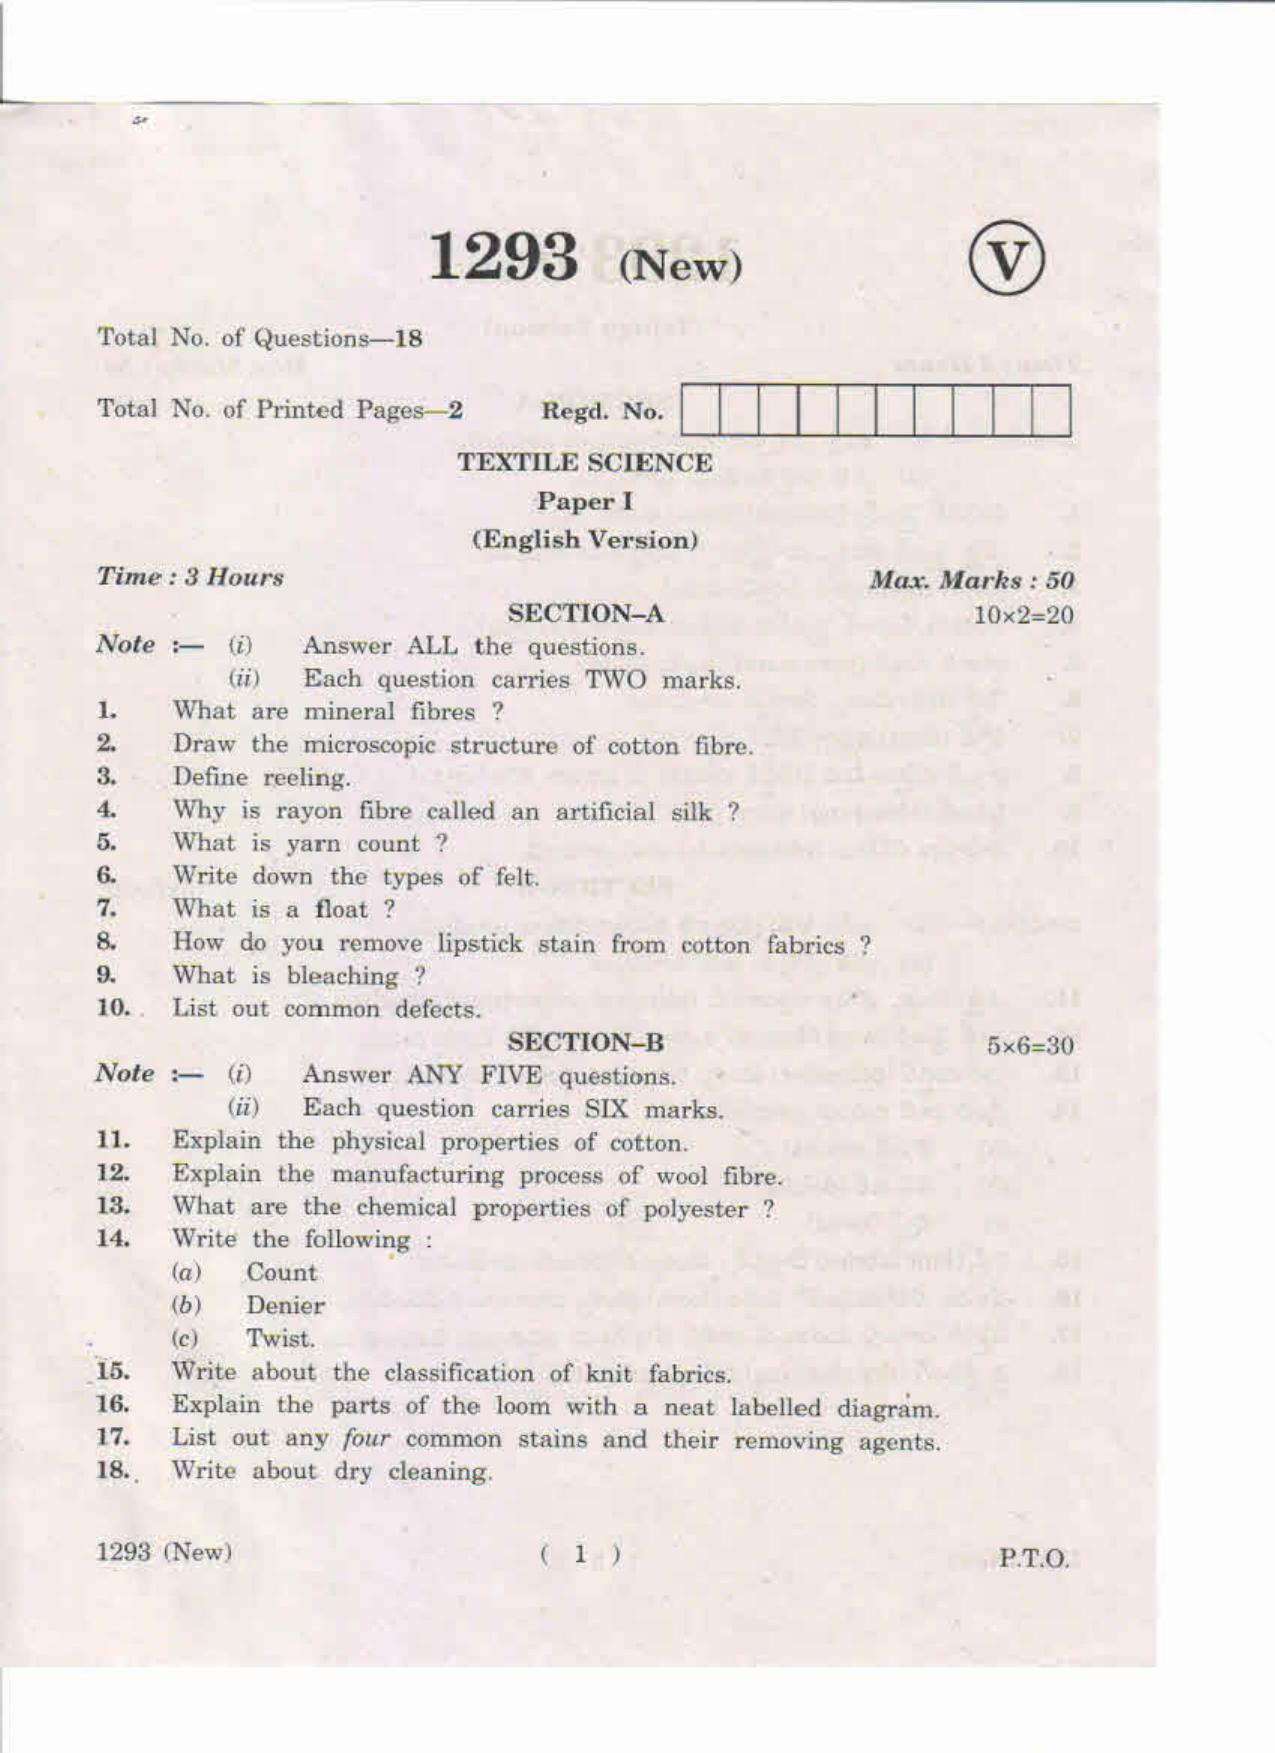 1293 (New) V
Total No. of Questions—18
Total No. of Printed Pages—2 Regd. No.
TEXTILE SCIENCE
Paper I
(English Version)
Time : 3 Hours Max. Marks : 50
SECTION–A 10×2=20
Note :— (i) Answer ALL the questions.
(ii) Each question carries TWO marks.
1. What are mineral fibres ?
2. Draw the microscopic structure of cotton fibre.
3. Define reeling.
4. Why is rayon fibre called an artificial silk ?
5. What is yarn count ?
6. Write down the types of felt.
7. What is a float ?
8. How do you remove lipstick stain from cotton fabrics ?
9. What is bleaching ?
10. List out common defects.
SECTION–B 5×6=30
Note :— (i) Answer ANY FIVE questions.
(ii) Each question carries SIX marks.
11. Explain the physical properties of cotton.
12. Explain the manufacturing process of wool fibre.
13. What are the chemical properties of polyester ?
14. Write the following :
(a) Count
(b) Denier
(c) Twist.
15. Write about the classification of knit fabrics.
16. Explain the parts of the loom with a neat labelled diagram.
17. List out any four common stains and their removing agents.
18. Write about dry cleaning.
1293 (New) ( 1 ) P.T.O.